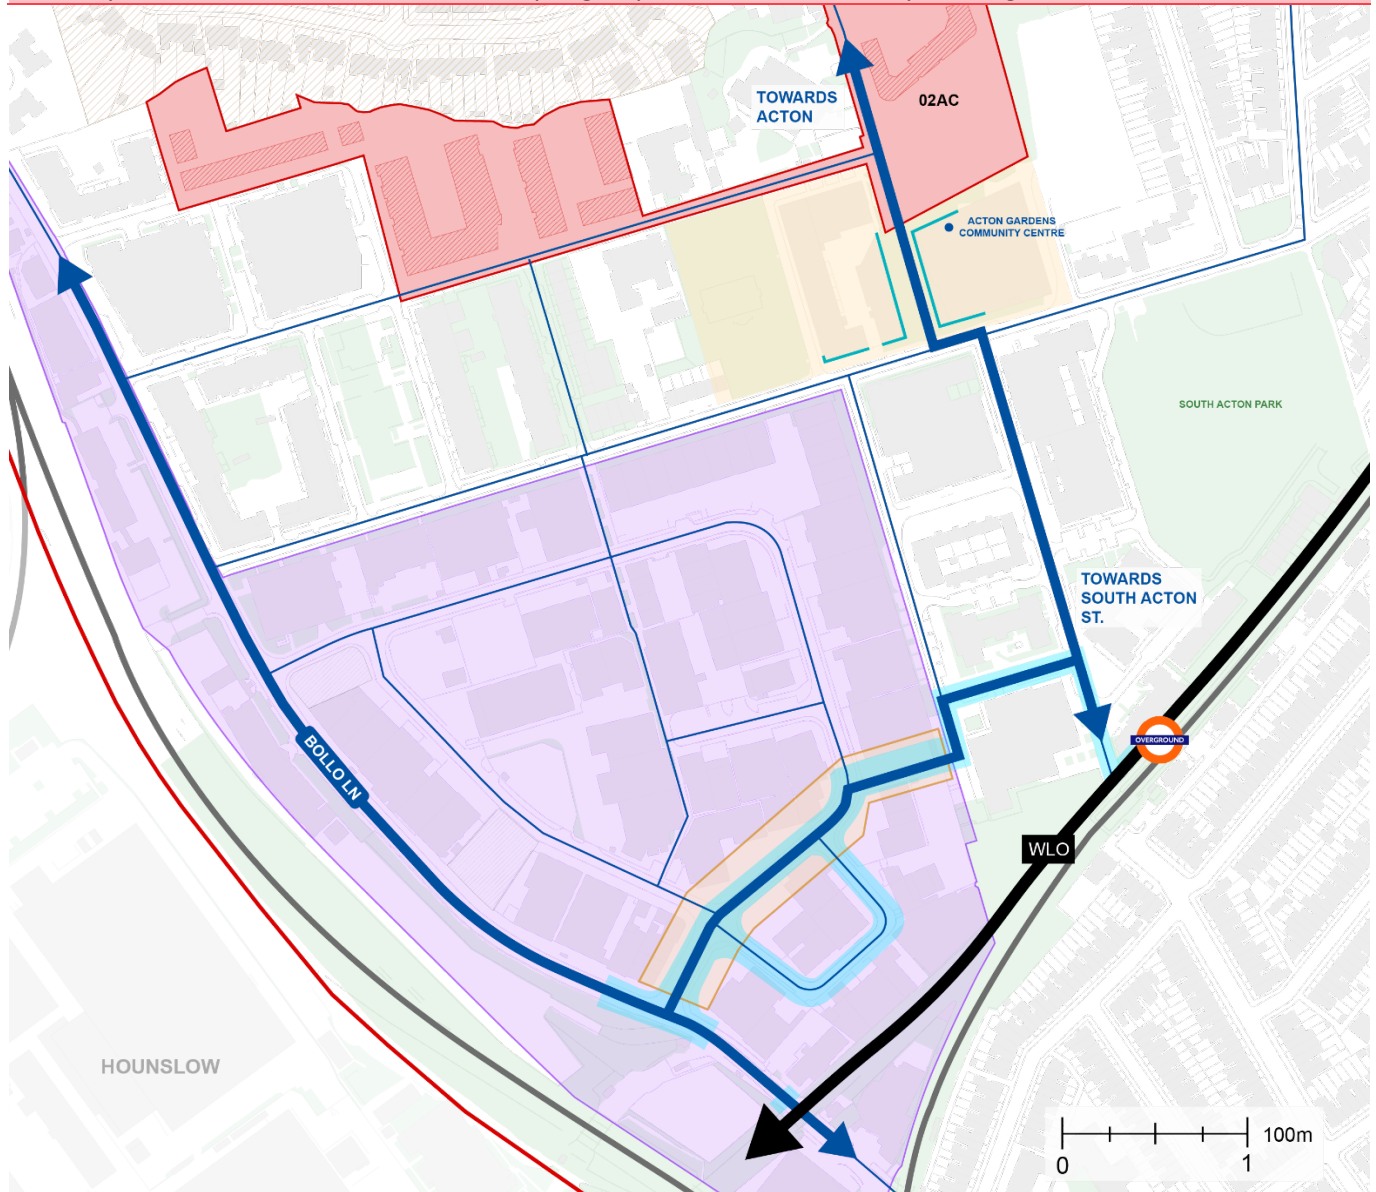 TOWARDS
ACTON
02AC
ACTON GARDENS
COMMUNITY CENTRE
SOUTH ACTON PARK
TOWARDS
SOUTH ACTON
ST.
BOLLO LN
OVERGROUND
WLO
HOUNSLOW
100m
0
1